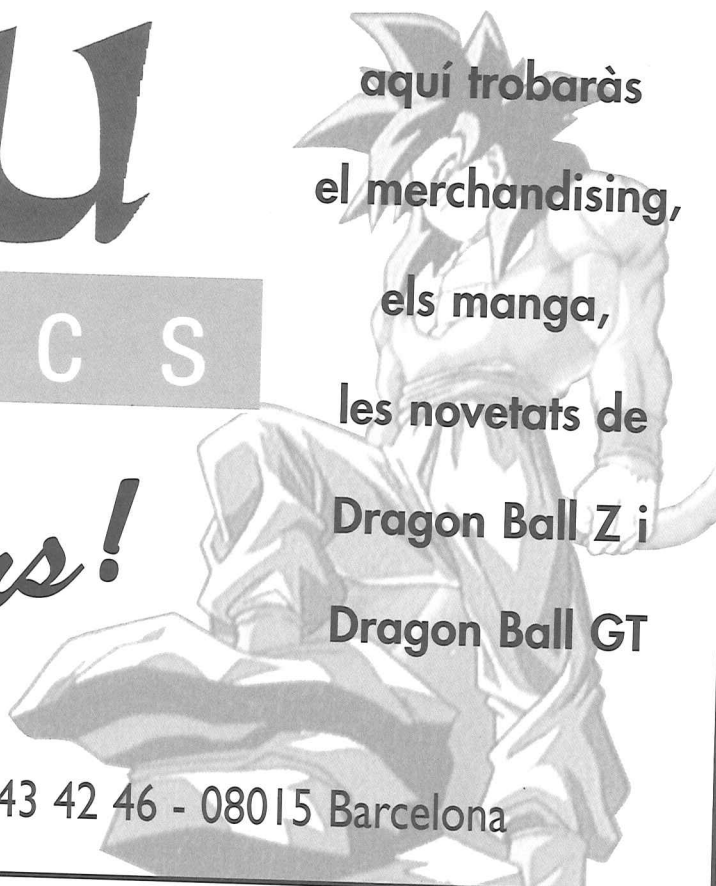 aquí trobaràs
el merchandising,
els manga,
les novetats de
Dragon Ball Z i
Dragon Ball GT
C S
43 42 46 - 08015 Barcelona